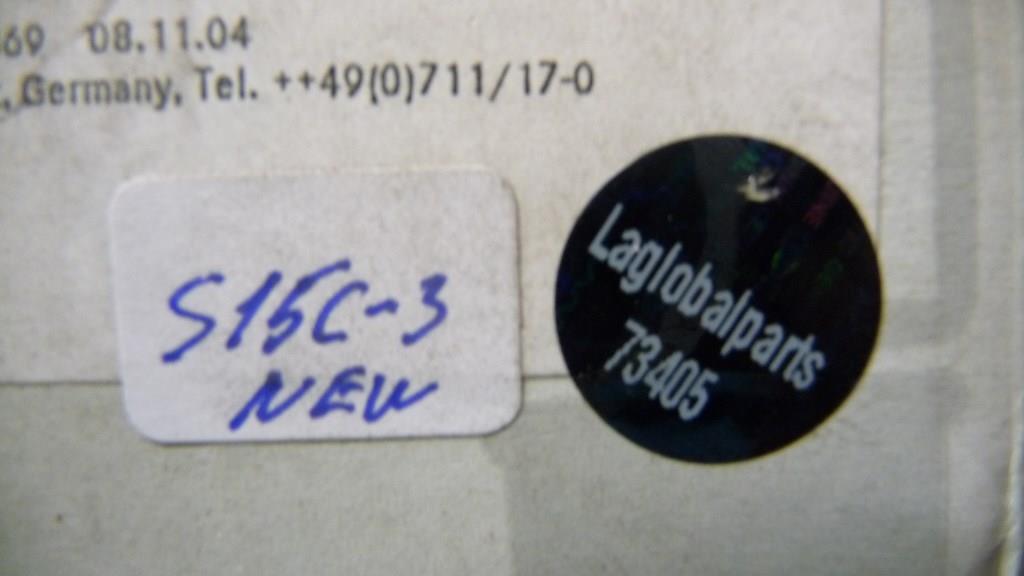 69 08.11.04
, Germany, Tel. ++49(0)711/17-0
S15C-3
NEW
Laglobalparts
73405